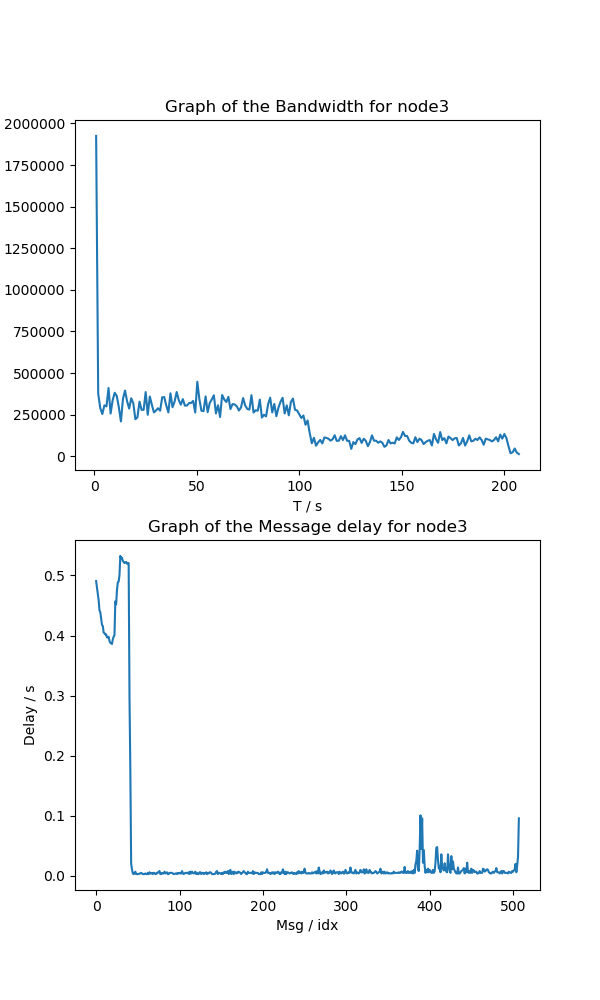 Graph of the Bandwidth for node3
2000000
1750000
1500000
1250000
1000000
750000
500000
250000
0
0 50 100 150 200
T / s
Graph of the Message delay for node3
0.5
0.4
0.3
0.2
0.1
0.0
Delay / s
0 100 200 300 400 500
Msg / idx